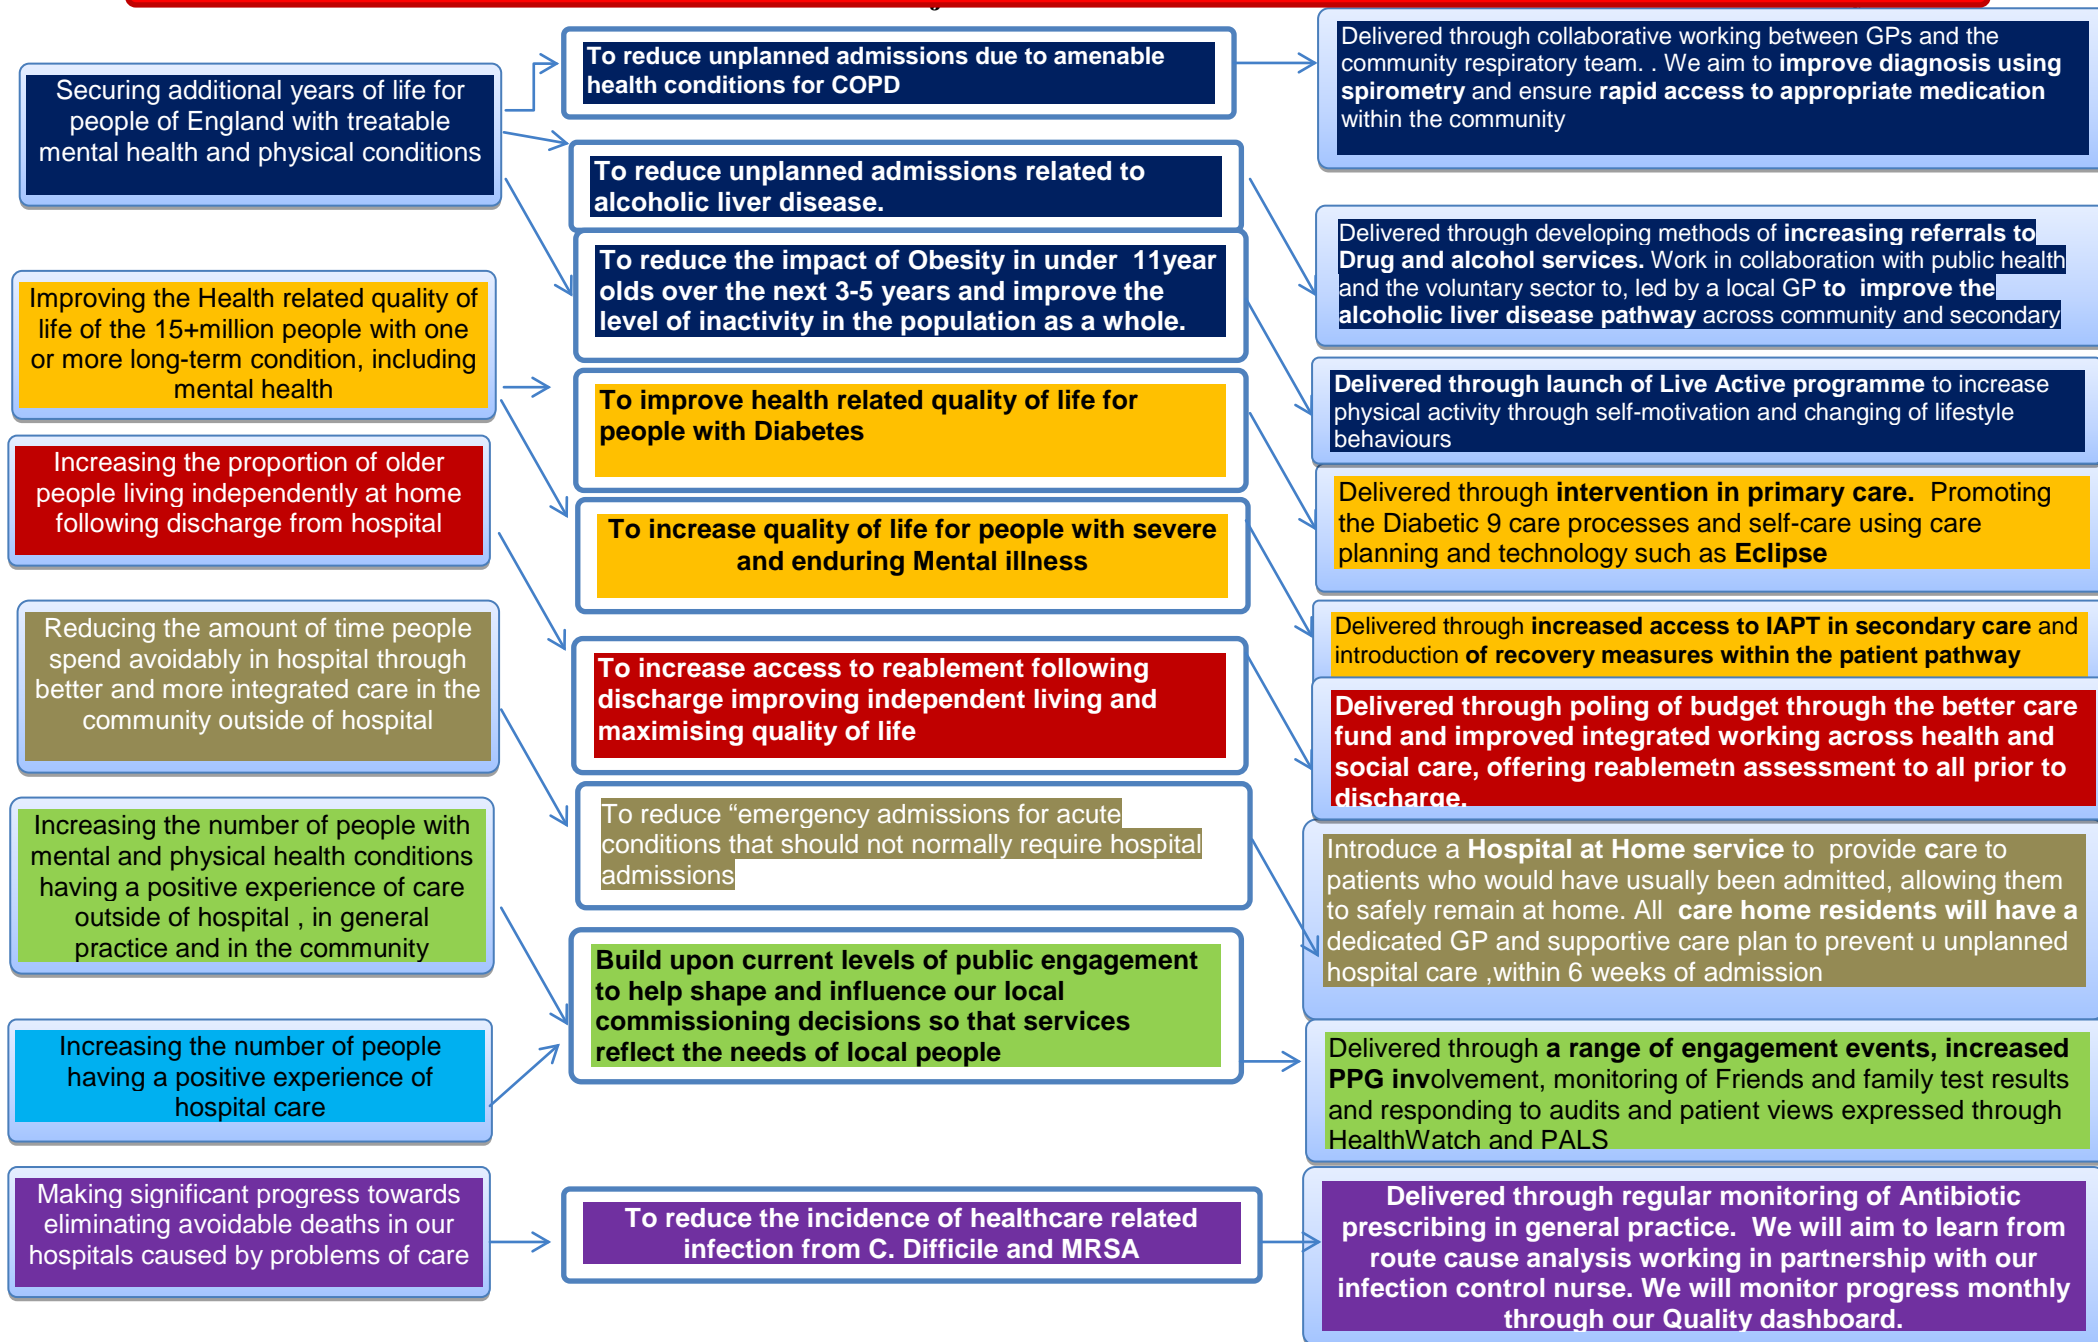 Securing additional years of life for
people of England with treatable
mental health and physical conditions
Improving the Health related quality of
life of the 15+million people with one
or more long-term condition, including
mental health
Increasing the proportion of older
people living independently at home
following discharge from hospital
Reducing the amount of time people
spend avoidably in hospital through
better and more integrated care in the
community outside of hospital
Increasing the number of people with
mental and physical health conditions
having a positive experience of care
outside of hospital , in general
practice and in the community
Increasing the number of people
having a positive experience of
hospital care
Making significant progress towards
eliminating avoidable deaths in our
hospitals caused by problems of care
To reduce unplanned admissions due to amenable
health conditions for COPD
To reduce unplanned admissions related to
alcoholic liver disease.
To reduce the impact of Obesity in under 11year
olds over the next 3-5 years and improve the
level of inactivity in the population as a whole.
To improve health related quality of life for
people with Diabetes
To increase quality of life for people with severe
and enduring Mental illness
To increase access to reablement following
discharge improving independent living and
maximising quality of life
To reduce “emergency admissions for acute
conditions that should not normally require hospital
admissions
Build upon current levels of public engagement
to help shape and influence our local
commissioning decisions so that services
reflect the needs of local people
To reduce the incidence of healthcare related
infection from C. Difficile and MRSA
Delivered through collaborative working between GPs and the
community respiratory team. . We aim to improve diagnosis using
spirometry and ensure rapid access to appropriate medication
within the community
Delivered through developing methods of increasing referrals to
Drug and alcohol services. Work in collaboration with public health
and the voluntary sector to, led by a local GP to improve the
alcoholic liver disease pathway across community and secondary
Delivered through launch of Live Active programme to increase
physical activity through self-motivation and changing of lifestyle
behaviours
Delivered through intervention in primary care. Promoting
the Diabetic 9 care processes and self-care using care
planning and technology such as Eclipse
Delivered through increased access to IAPT in secondary care and
introduction of recovery measures within the patient pathway
Delivered through poling of budget through the better care
fund and improved integrated working across health and
social care, offering reablemetn assessment to all prior to
discharge.
Introduce a Hospital at Home service to provide care to
patients who would have usually been admitted, allowing them
to safely remain at home. All care home residents will have a
dedicated GP and supportive care plan to prevent u unplanned
hospital care ,within 6 weeks of admission
Delivered through a range of engagement events, increased
PPG involvement, monitoring of Friends and family test results
and responding to audits and patient views expressed through
HealthWatch and PALS
Delivered through regular monitoring of Antibiotic
prescribing in general practice. We will aim to learn from
route cause analysis working in partnership with our
infection control nurse. We will monitor progress monthly
through our Quality dashboard.